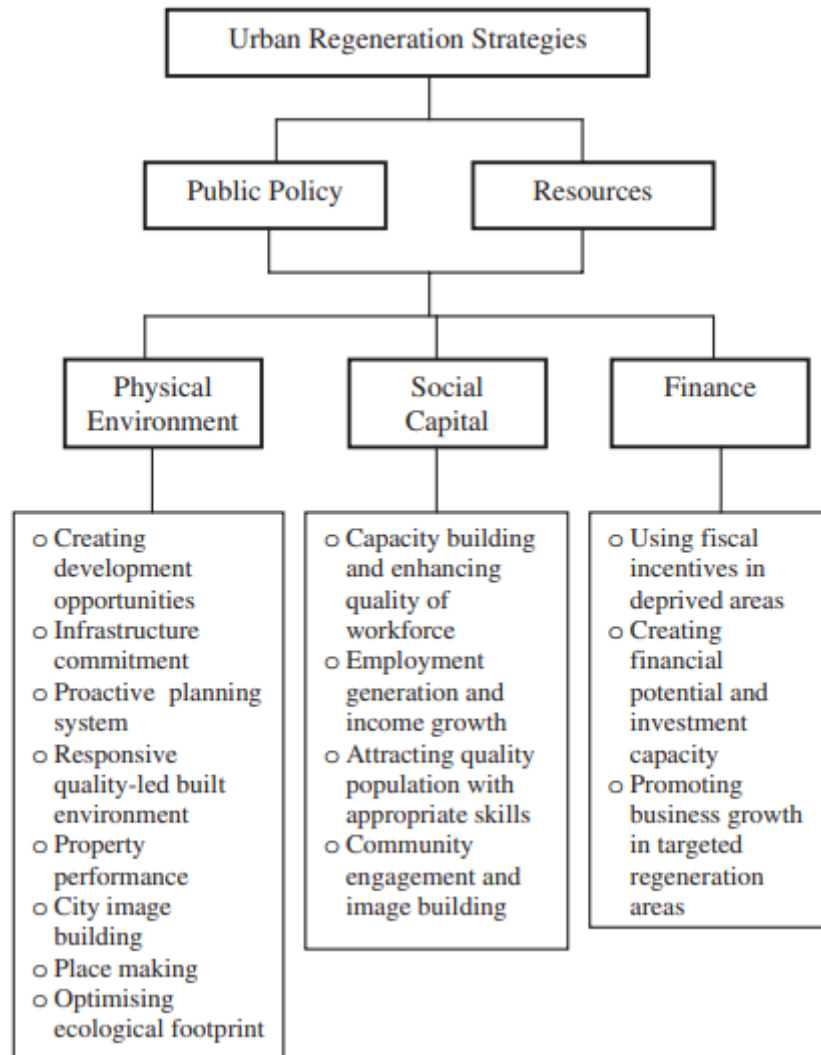 Urban Regeneration Strategies
Public Policy
Resources
Physical
Environment
Social
Capital
Finance
o Creating
development
opportunities
o Infrastructure
commitment
o Proactive planning
system
o Responsive
quality-led built
environment
o Property
performance
o City image
building
o Place making
o Optimising
ecological footprint
o Capacity building
and enhancing
quality of
workforce
o Employment
generation and
income growth
o Attracting quality
population with
appropriate skills
o Community
engagement and
image building
o Using fiscal
incentives in
deprived areas
o Creating
financial
potential and
investment
capacity
o Promoting
business growth
in targeted
regeneration
areas